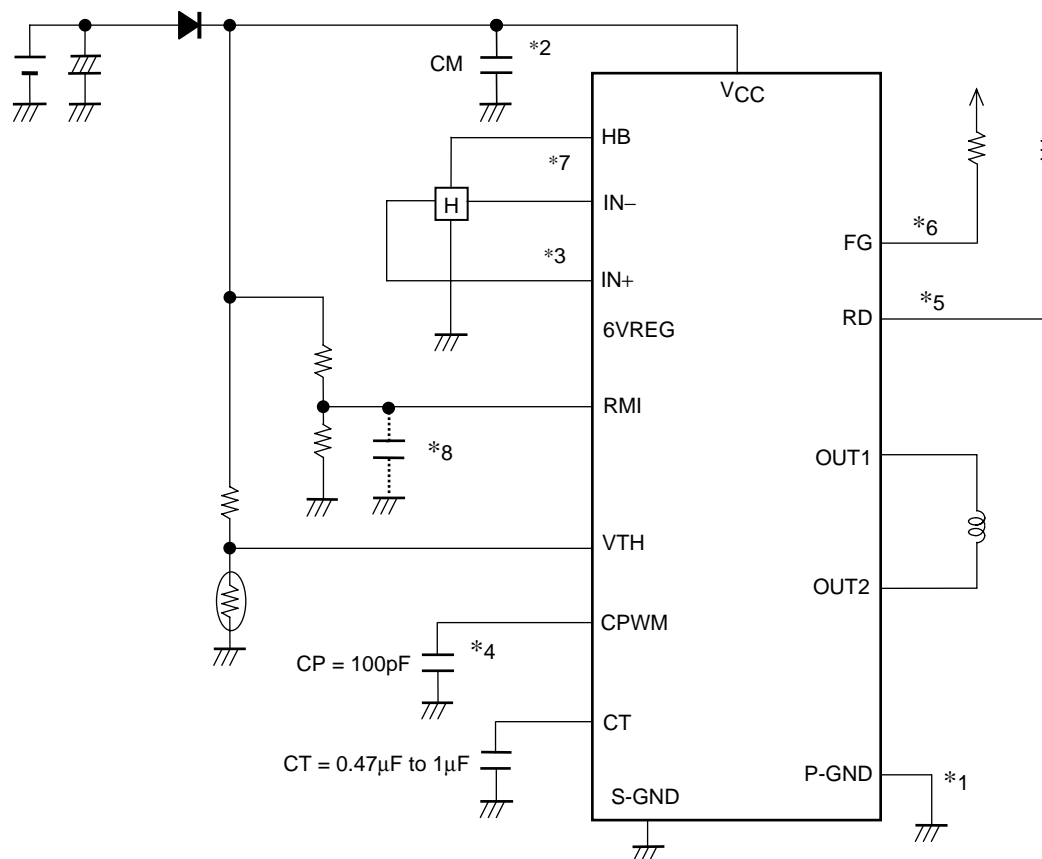 *2
CM
VCC
HB
*7
H
IN−
*6
FG
*3
IN+
*5
RD
6VREG
RMI
*8
OUT1
VTH
OUT2
CPWM
*4
CP = 100pF
CT
CT = 0.47µF to 1µF
P-GND
*1
S-GND